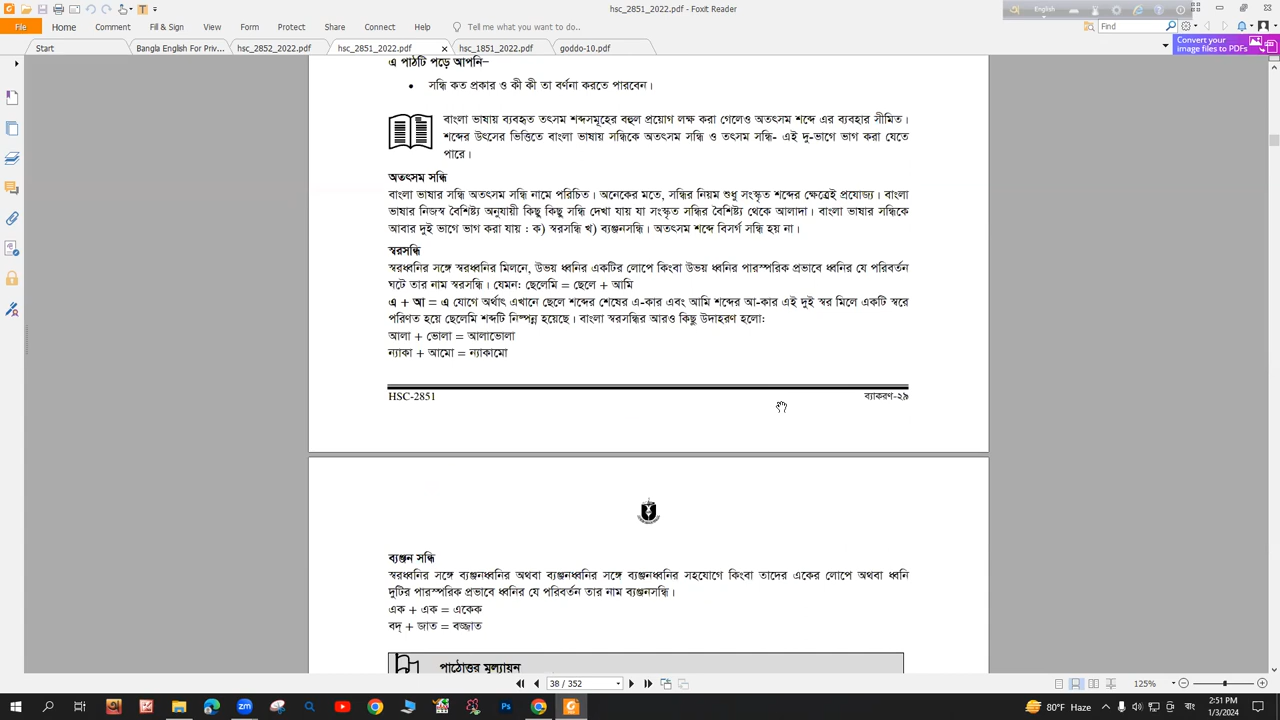 hsc_2851_2022.pdf - Foxit Reader
File Home Comment Fill & Sign View Form Protect Share Connect Help Tell me what you want to do..
English
Find
Start Bangla English For Priv... hsc_2852_2022.pdf hsc_2851_2022.pdf hsc_1851_2022.pdf goddo-10.pdf
Convert your image files to PDFs
এ পাঠটি পড়ে আপনি–
• সন্ধি কত প্রকার ও কী কী তা বর্ণনা করতে পারবেন।
বাংলা ভাষায় ব্যবহৃত তৎসম শব্দসমূহের বহুল প্রয়োগ লক্ষ করা গেলেও অতৎসম শব্দে এর ব্যবহার সীমিত।
শব্দের উৎসের ভিত্তিতে বাংলা ভাষায় সন্ধিকে অতৎসম সন্ধি ও তৎসম সন্ধি- এই দু-ভাগে ভাগ করা যেতে
পারে।
অতৎসম সন্ধি
বাংলা ভাষার সন্ধি অতৎসম সন্ধি নামে পরিচিত। অনেকের মতে, সন্ধির নিয়ম শুধু সংস্কৃত শব্দের ক্ষেত্রেই প্রযোজ্য। বাংলা
ভাষার নিজস্ব বৈশিষ্ট্য অনুযায়ী কিছু কিছু সন্ধি দেখা যায় যা সংস্কৃত সন্ধির বৈশিষ্ট্য থেকে আলাদা। বাংলা ভাষার সন্ধিকে
আবার দুই ভাগে ভাগ করা যায় : ক) স্বরসন্ধি খ) ব্যঞ্জনসন্ধি। অতৎসম শব্দে বিসর্গ সন্ধি হয় না।
স্বরসন্ধি
স্বরধ্বনির সঙ্গে স্বরধ্বনির মিলনে, উভয় ধ্বনির একটির লোপে কিংবা উভয় ধ্বনির পারস্পরিক প্রভাবে ধ্বনির যে পরিবর্তন
ঘটে তার নাম স্বরসন্ধি। যেমন: ছেলেমি = ছেলে + আমি
এ + আ = এ যোগে অর্থাৎ এখানে ছেলে শব্দের শেষের এ-কার এবং আমি শব্দের আ-কার এই দুই স্বর মিলে একটি স্বরে
পরিণত হয়ে ছেলেমি শব্দটি নিষ্পন্ন হয়েছে। বাংলা স্বরসন্ধির আরও কিছু উদাহরণ হলো:
আলা + ভোলা = আলাভোলা
ন্যাকা + আমো = ন্যাকামো
HSC-2851 ব্যাকরণ-২৯
ব্যঞ্জন সন্ধি
স্বরধ্বনির সঙ্গে ব্যঞ্জনধ্বনির অথবা ব্যঞ্জনধ্বনির সঙ্গে ব্যঞ্জনধ্বনির সহযোগে কিংবা তাদের একের লোপে অথবা ধ্বনি
দুটির পারস্পরিক প্রভাবে ধ্বনির যে পরিবর্তন তার নাম ব্যঞ্জনসন্ধি।
এক + এক = একেক
বদ্ + জাত = বজ্জাত
পাঠোত্তর মূল্যায়ন
38 / 352
125%
80°F Haze
2:51 PM
1/3/2024